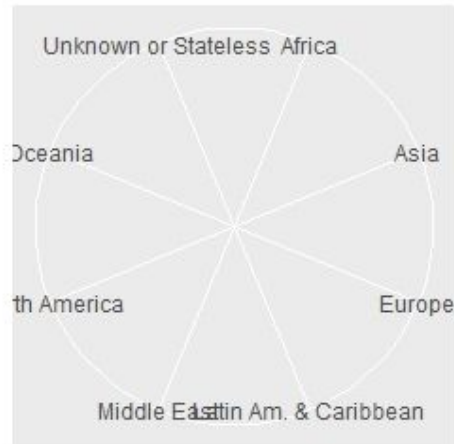 Unknown or Stateless Africa
Oceania
Asia
th America
Europe
Middle East
Latin Am. & Caribbean